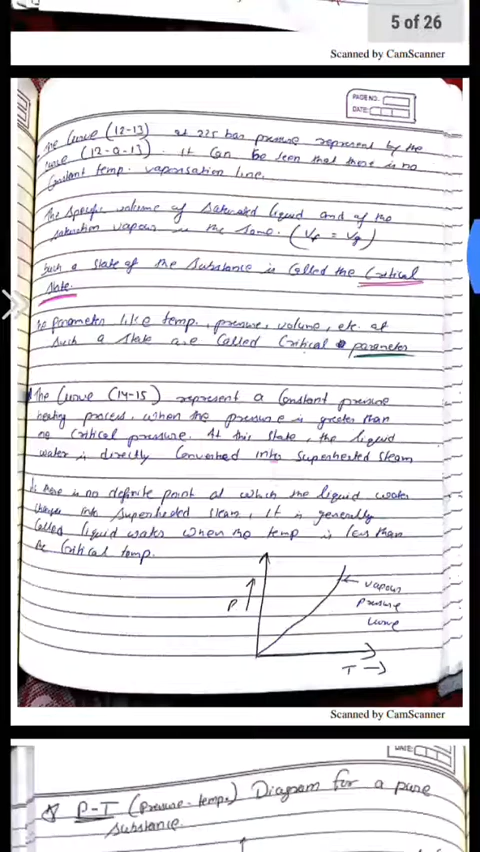 5 of 26
Scanned by CamScanner
PAGE NO.
DATE:
The Curve (12-13) at 225 bar pressure represent by the
curve (12-0-13). it can be seen that there is no
Constant temp. vaporisation line.
The specific volume of saturated liquid and of the
saturation vapour is the same. (Vf = Vg)
Such a state of the substance is called the Critical
state.
The Parameter like temp., pressure, volume, etc. at
such a state are called Critical parameter
The Curve (14-15) represent a Constant pressure
heating process, when the pressure is greater than
the critical pressure. At this state, the liquid
water is directly Converted into superheated steam
there is no definite point at which the liquid water
changes into superheated steam, it is generally
Called liquid water when the temp is less than
the Critical temp.
P
vapour
pressure
curve
T
Scanned by CamScanner
DATE:
P-T (Pressure-temp.) Diagram for a pure
substance.